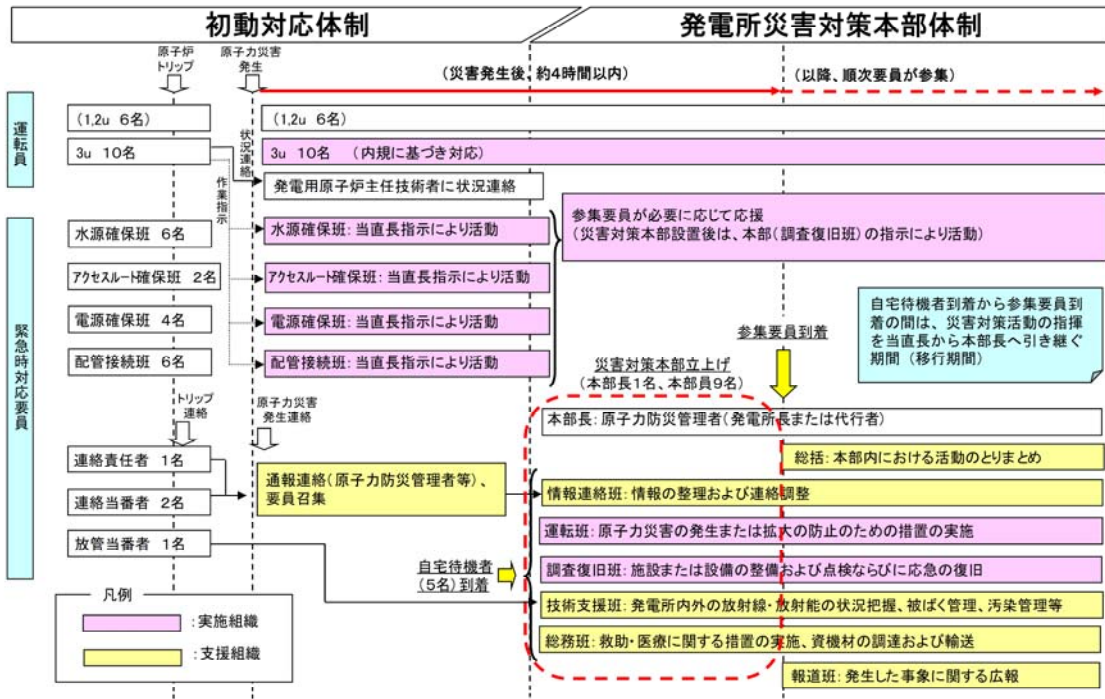 初動対応体制
発電所災害対策本部体制
原子炉
トリップ
原子力災害
発生
(災害発生後、約4時間以内)
(以降、順次要員が参集)
運転員
(1,2u 6名)
3u 10名
状況連絡
作業指示
(1,2u 6名)
3u 10名 (内規に基づき対応)
発電用原子炉主任技術者に状況連絡
緊急時対応要員
水源確保班 6名
アクセスルート確保班 2名
電源確保班 4名
配管接続班 6名
水源確保班:当直長指示により活動
アクセスルート確保班:当直長指示により活動
電源確保班:当直長指示により活動
配管接続班:当直長指示により活動
参集要員が必要に応じて応援
(災害対策本部設置後は、本部(調査復旧班)の指示により活動)
自宅待機者到着から参集要員到
着の間は、災害対策活動の指揮
を当直長から本部長へ引き継ぐ
期間 (移行期間)
参集要員到着
災害対策本部立上げ
(本部長1名、本部員9名)
トリップ
連絡
原子力災害
発生連絡
連絡責任者 1名
連絡当番者 2名
放管当番者 1名
通報連絡(原子力防災管理者等)、
要員召集
自宅待機者
(5名)到着
本部長:原子力防災管理者(発電所長または代行者)
総括:本部内における活動のとりまとめ
情報連絡班:情報の整理および連絡調整
運転班:原子力災害の発生または拡大の防止のための措置の実施
調査復旧班:施設または設備の整備および点検ならびに応急の復旧
技術支援班:発電所内外の放射線・放射能の状況把握、被ばく管理、汚染管理等
総務班:救助・医療に関する措置の実施、資機材の調達および輸送
報道班:発生した事象に関する広報
凡例
:実施組織
:支援組織